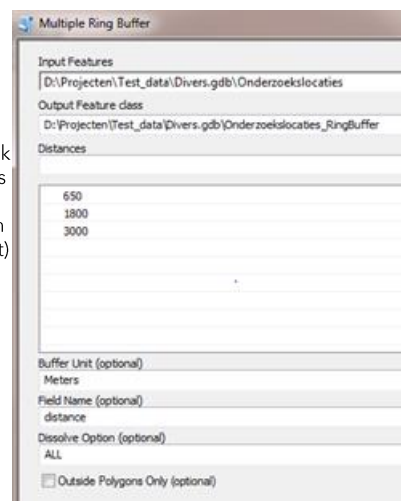 Multiple Ring Buffer
Input Features
D:\Projecten\Test_data\Divers.gdb\Onderzoekslocaties
Output Feature class
D:\Projecten\Test_data\Divers.gdb\Onderzoekslocaties_RingBuffer
k
Distances
s
650
n
1800
t)
3000
Buffer Unit (optional)
Meters
Field Name (optional)
distance
Dissolve Option (optional)
ALL
Outside Polygons Only (optional)